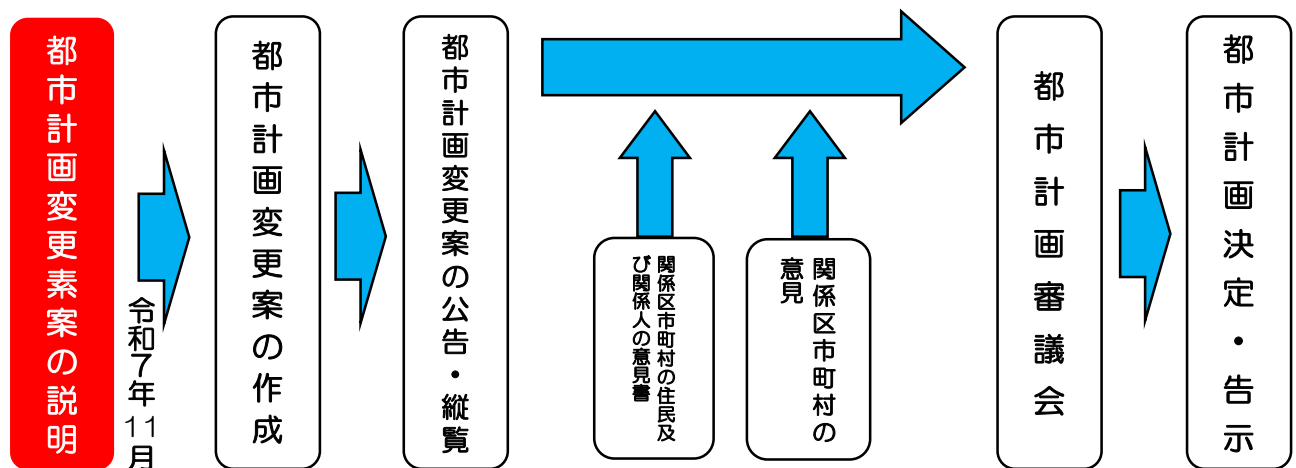 都市計画変更素案の説明
令和7年11月
都市計画変更案の作成
都市計画変更案の公告・縦覧
関係区市町村の住民及
び関係人の意見書
関係区市町村の
意見
都市計画審議会
都市計画決定・告示